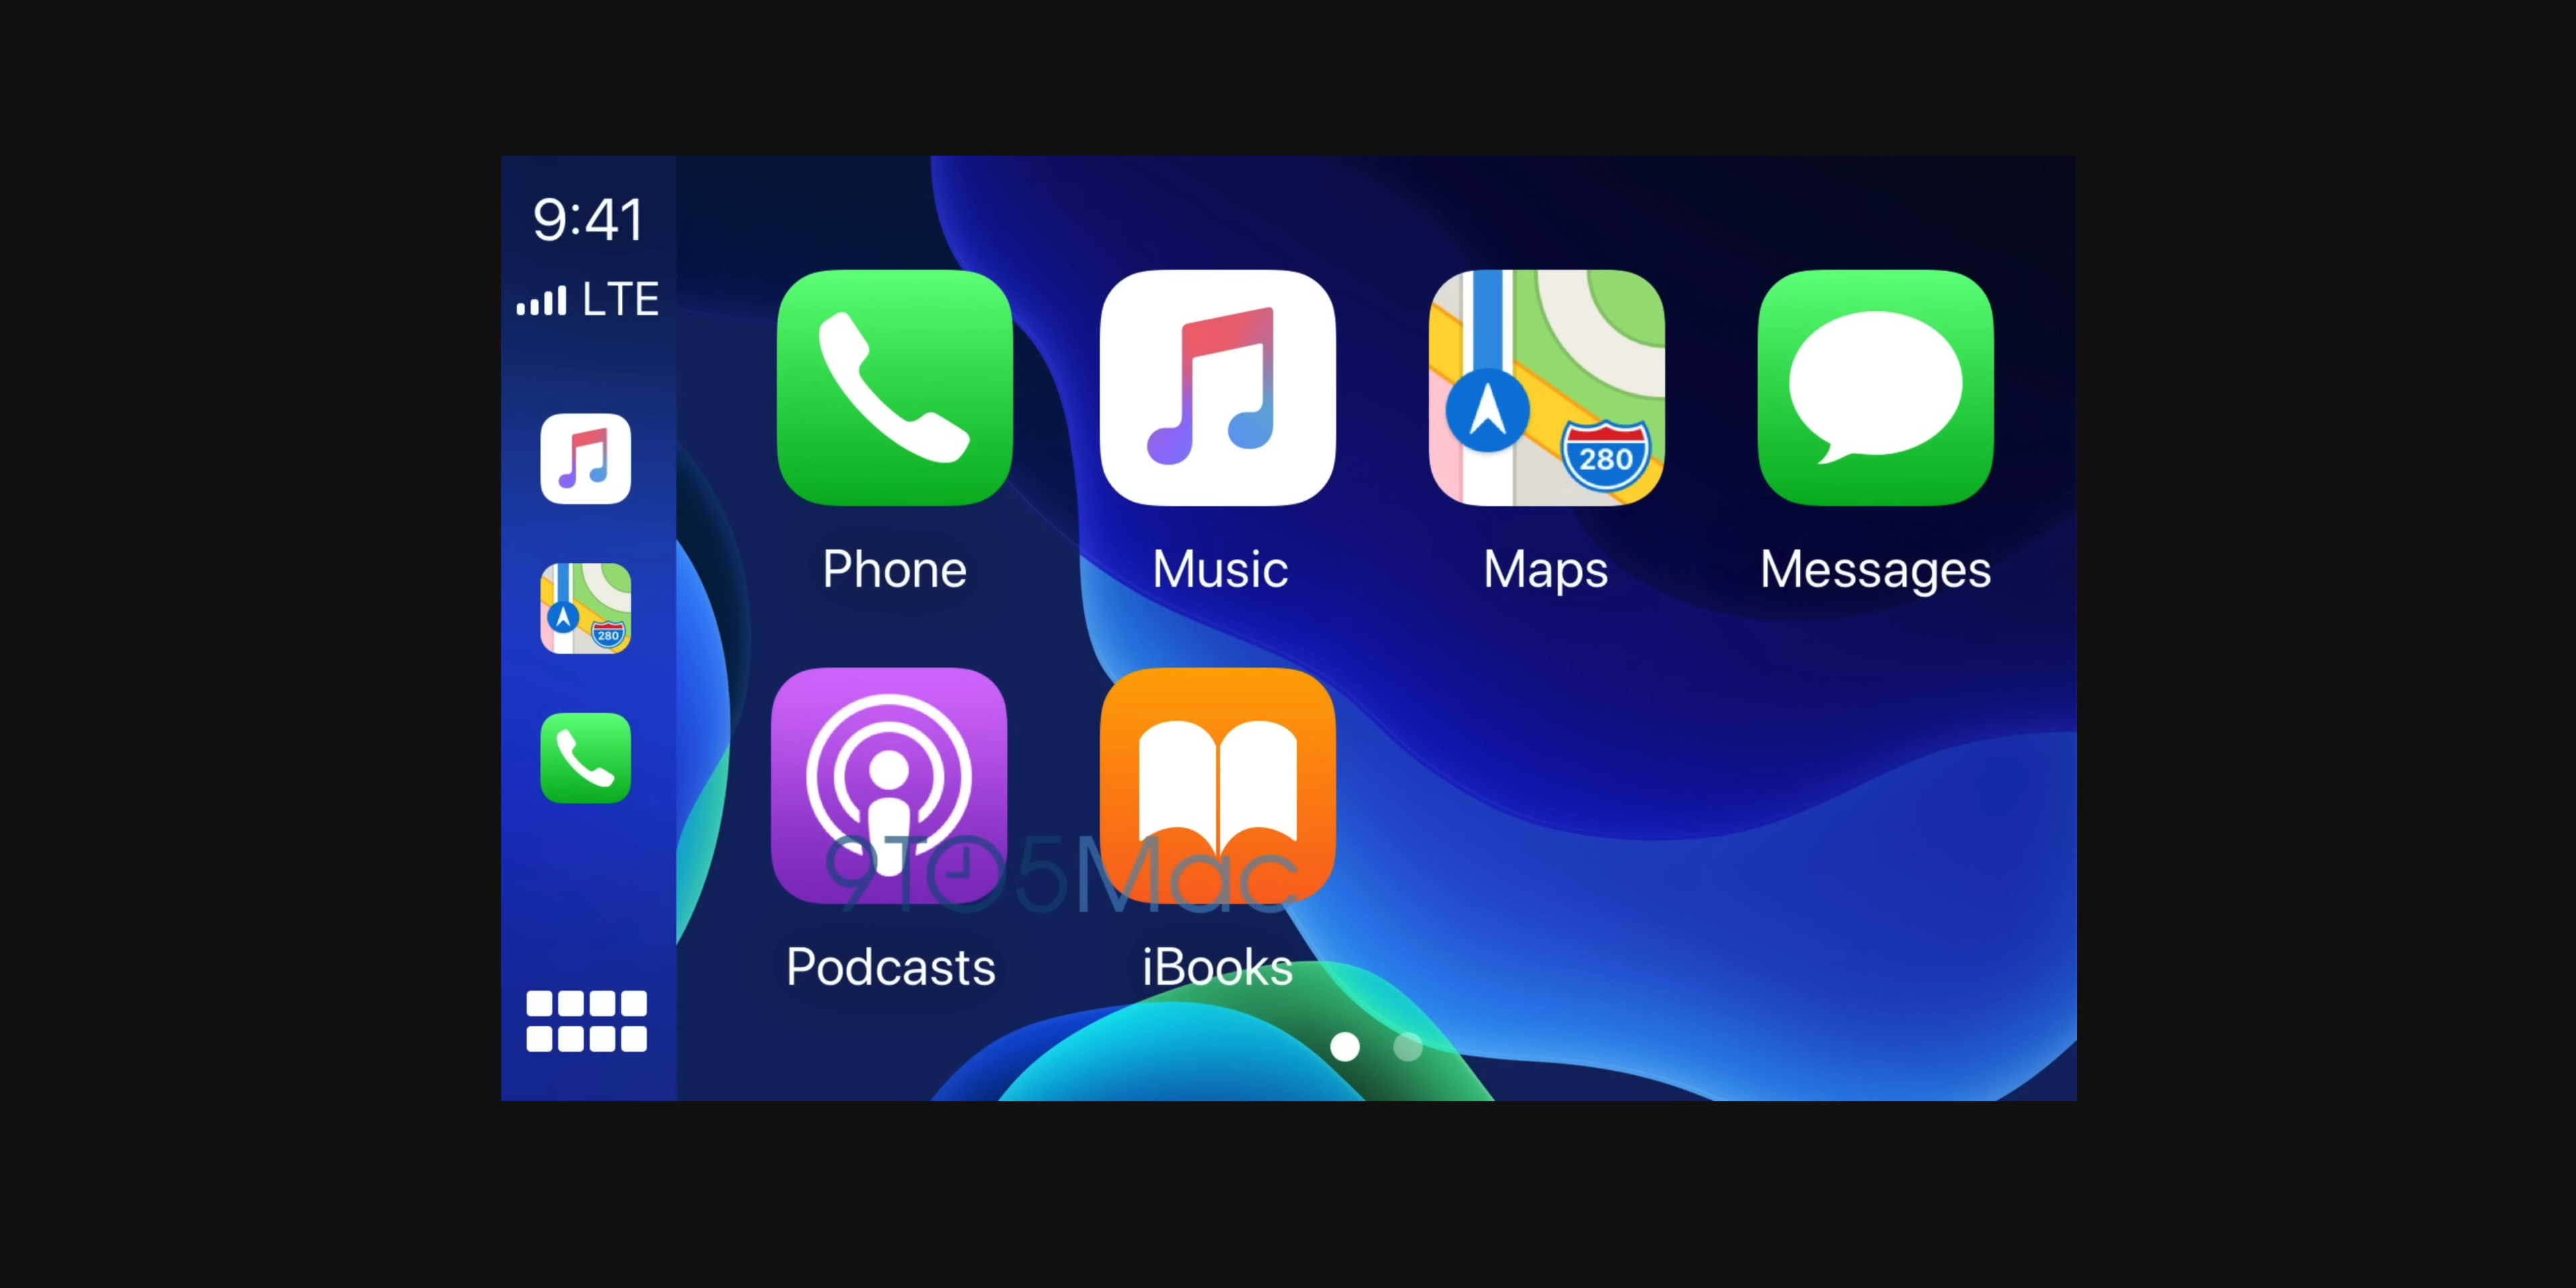 9:41
LTE
Phone
Music
280
Maps
Messages
280
Podcasts
iBooks
9TO5Mac